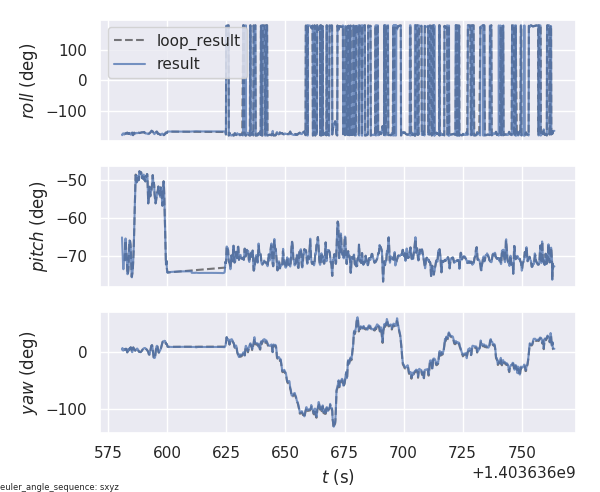 loop_result
result
roll (deg)
100
0
−100
pitch (deg)
−50
−60
−70
yaw (deg)
0
−100
575
600
625
650
675
700
725
750
t (s)
+1.403636e9
euler_angle_sequence: sxyz